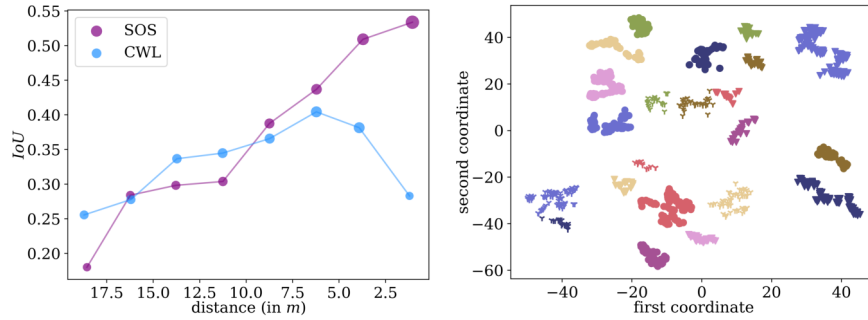 0.55
0.50
0.45
0.40
0.35
0.30
0.25
0.20
IoU
SOS
CWL
17.5 15.0 12.5 10.0 7.5 5.0 2.5
distance (in m)
40
20
0
−20
−40
−60
second coordinate
−40 −20 0 20 40
first coordinate